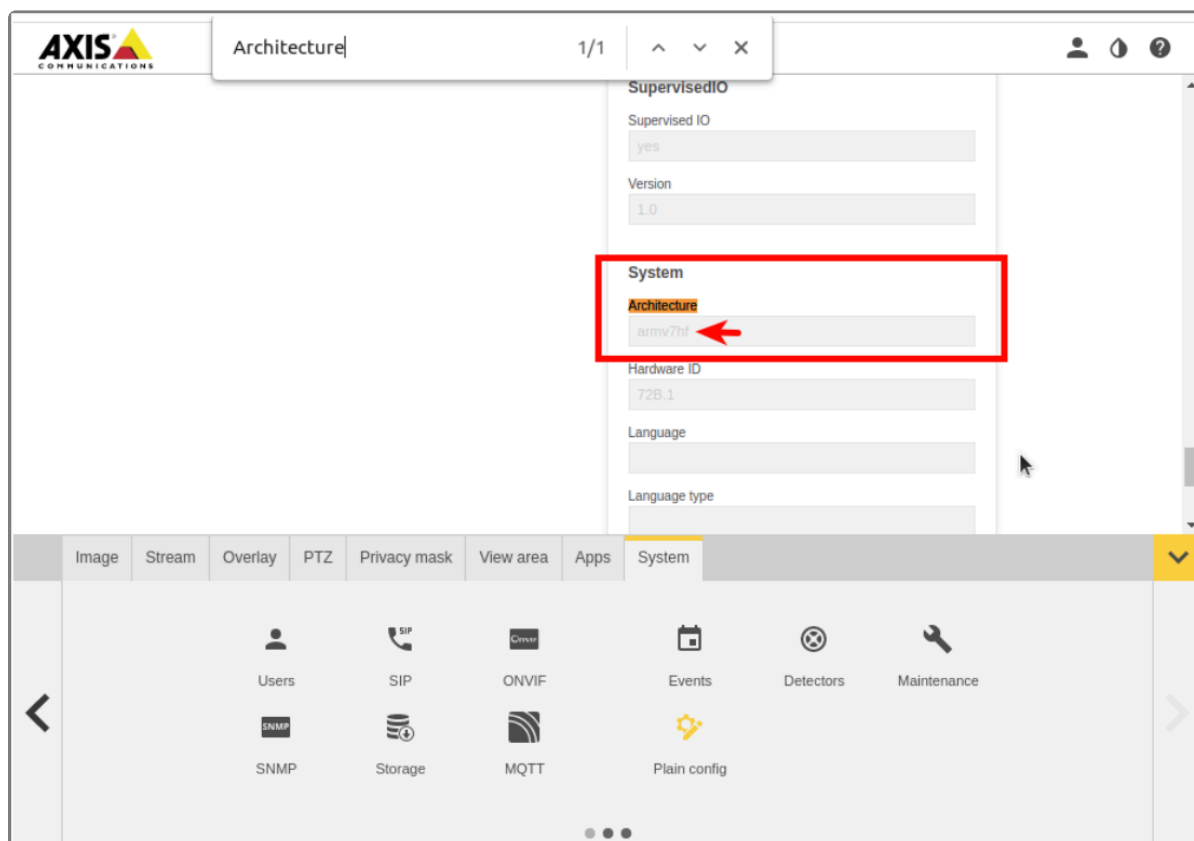 AXIS
COMMUNICATIONS
Architecture 1/1
SupervisedIO
Supervised IO
yes
Version
1.0
System
Architecture
armv7hf
Hardware ID
72B.1
Language
Language type
Image Stream Overlay PTZ Privacy mask View area Apps System
SIP
Onvif
Users SIP ONVIF Events Detectors Maintenance
SNMP
SNMP Storage MQTT Plain config